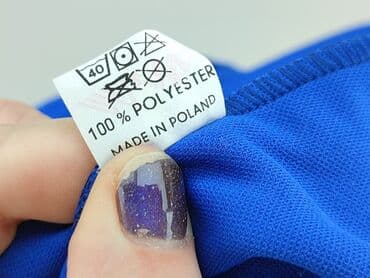 40
100 % POLYESTER
MADE IN POLAND